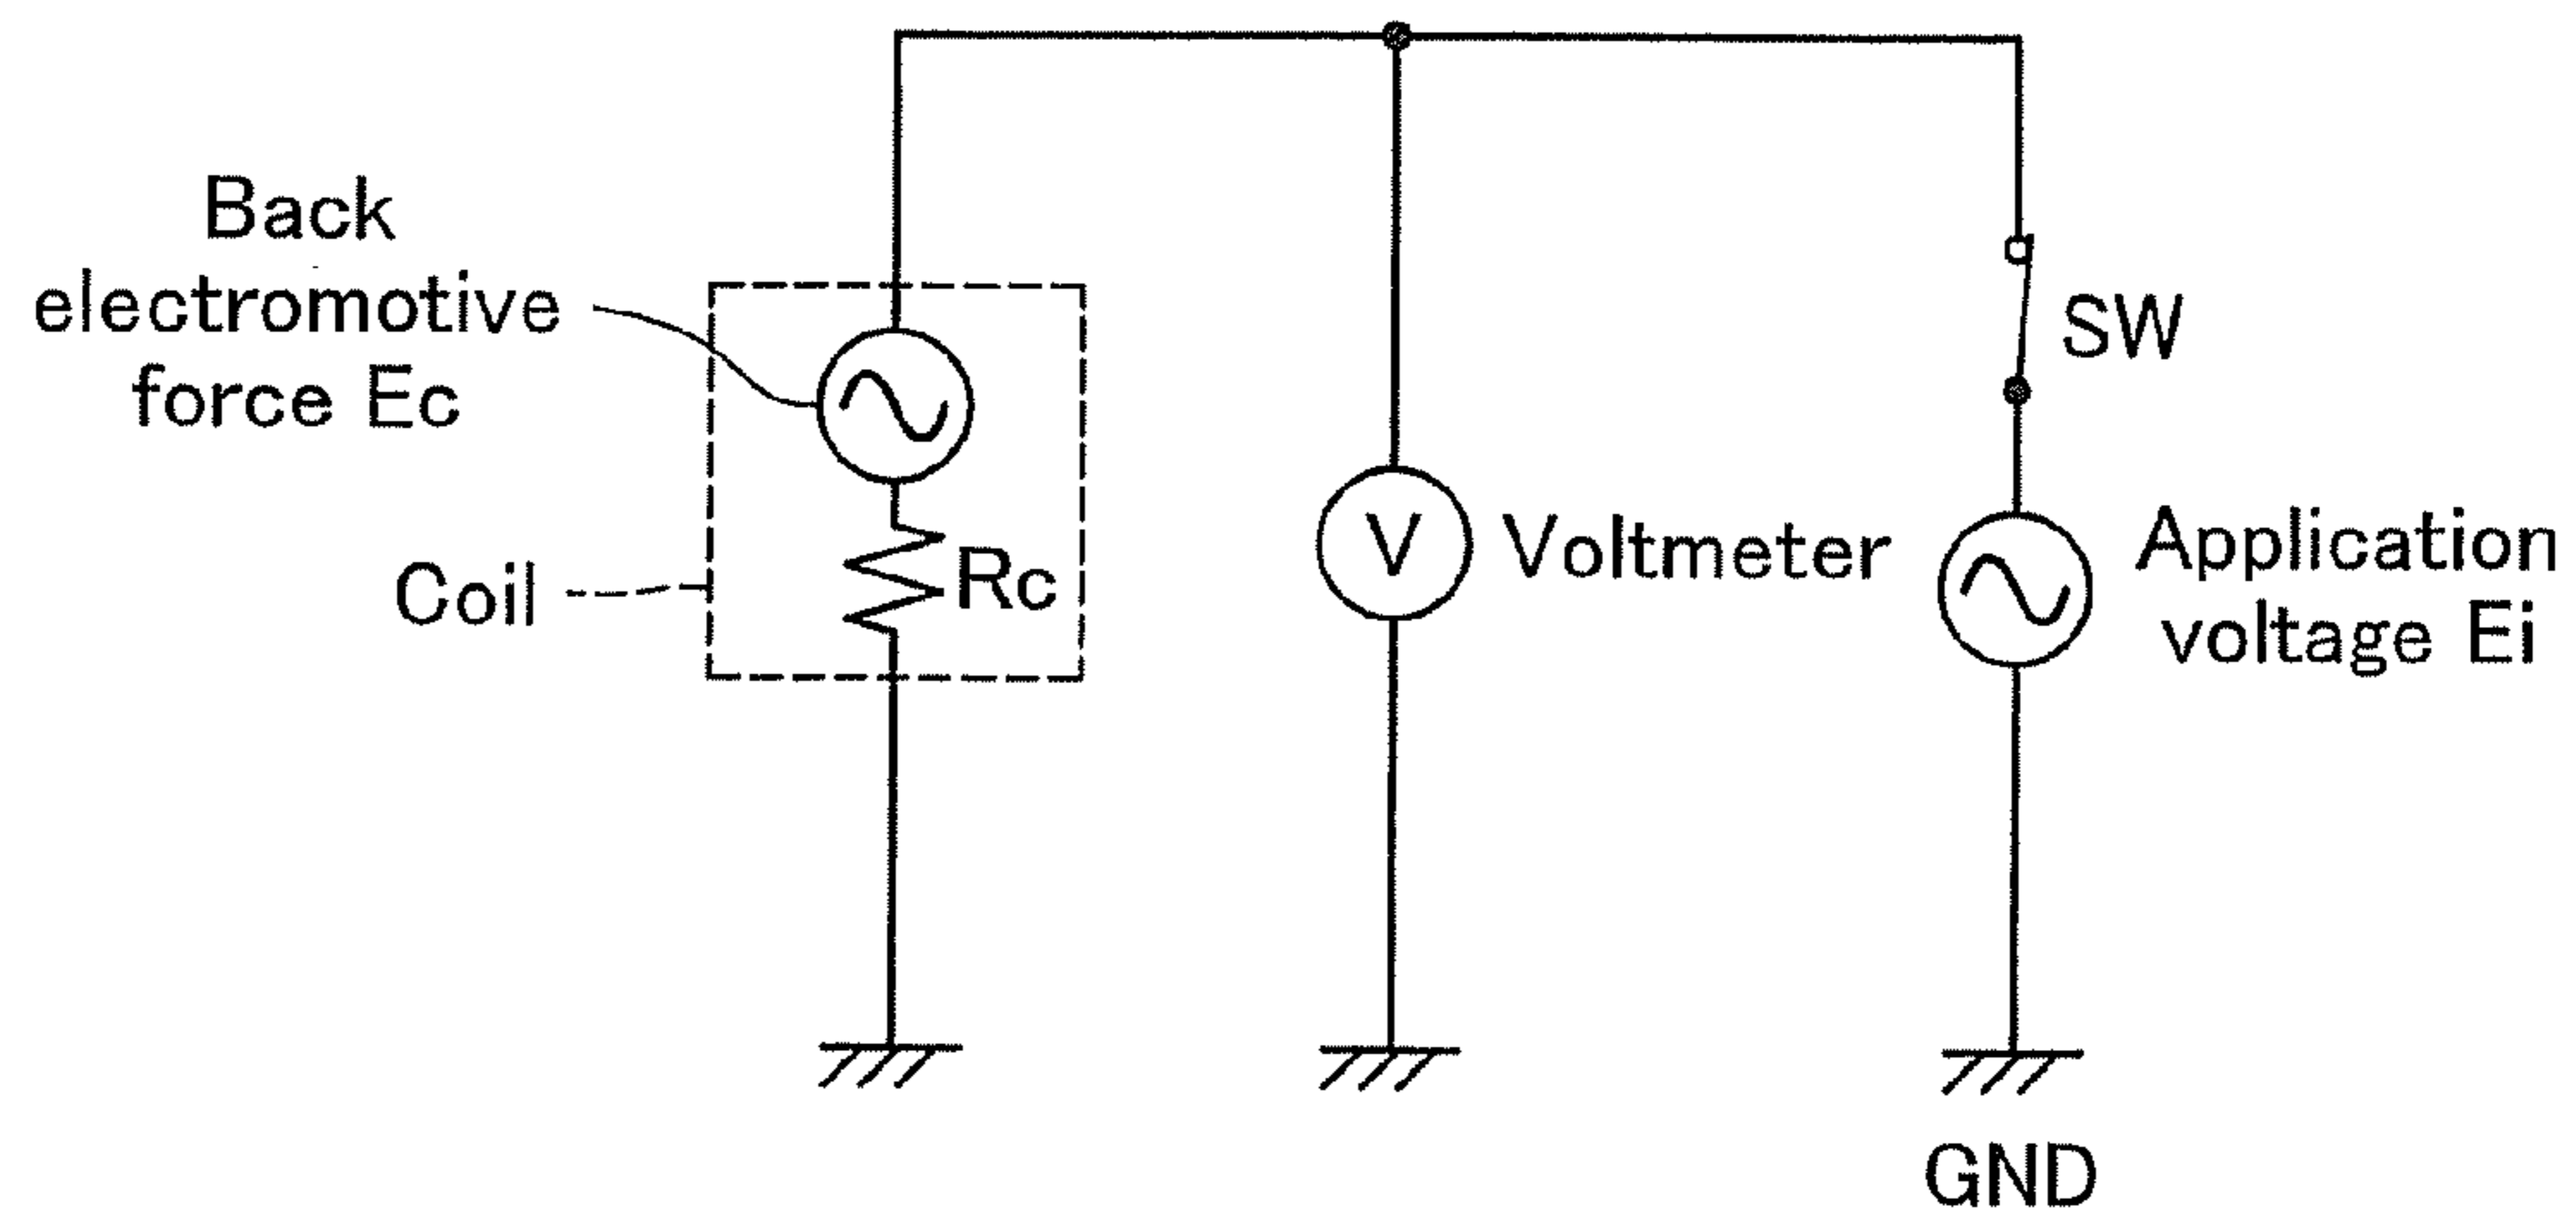 Back
electromotive
force Ec
Coil
Rc
V
Voltmeter
SW
Application
voltage Ei
GND